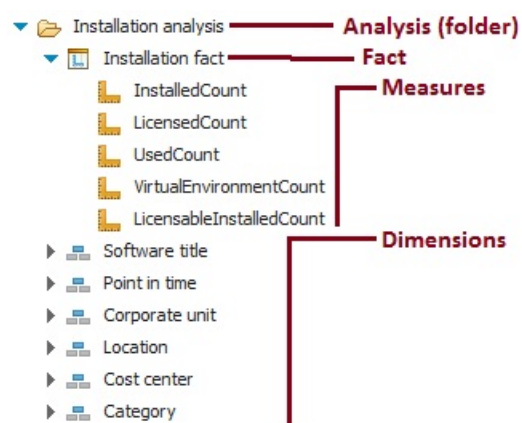 Installation analysis Analysis (folder)
Installation fact Fact
InstalledCount Measures
LicensedCount
UsedCount
VirtualEnvironmentCount
LicensableInstalledCount
Software title Dimensions
Point in time
Corporate unit
Location
Cost center
Category